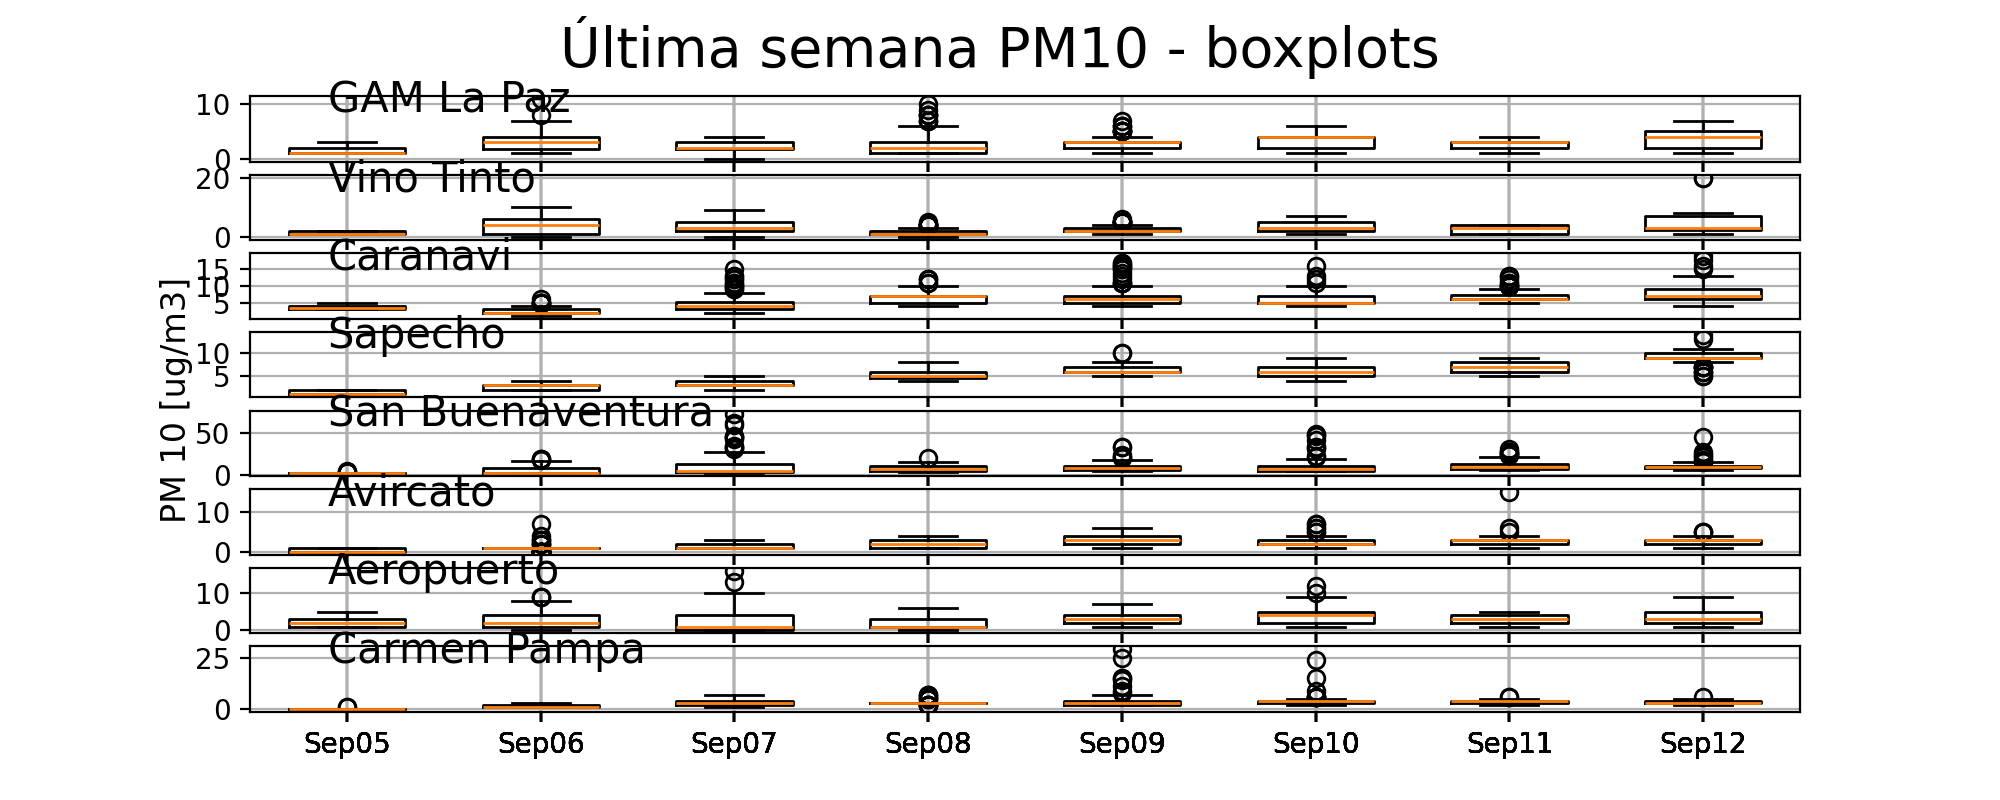 Última semana PM10 - boxplots
PM 10 [ug/m3]
GAM La Paz
10
0
Vino Tinto
20
0
Caranavi
15
10
5
Sapecho
10
5
San Buenaventura
50
0
Avircato
10
0
Aeropuerto
10
0
Carmen Pampa
25
0
Sep05 Sep06 Sep07 Sep08 Sep09 Sep10 Sep11 Sep12